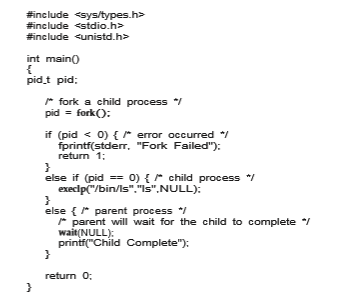 #include <sys/types.h>
#include <stdio.h>
#include <unistd.h>
int main()
{
pid_t pid;
/* fork a child process */
pid = fork();
if (pid < 0) { /* error occurred */
fprintf(stderr, "Fork Failed");
return 1;
}
else if (pid == 0) { /* child process */
execlp("/bin/ls","ls",NULL);
}
else { /* parent process */
/* parent will wait for the child to complete */
wait(NULL);
printf("Child Complete");
}
return 0;
}